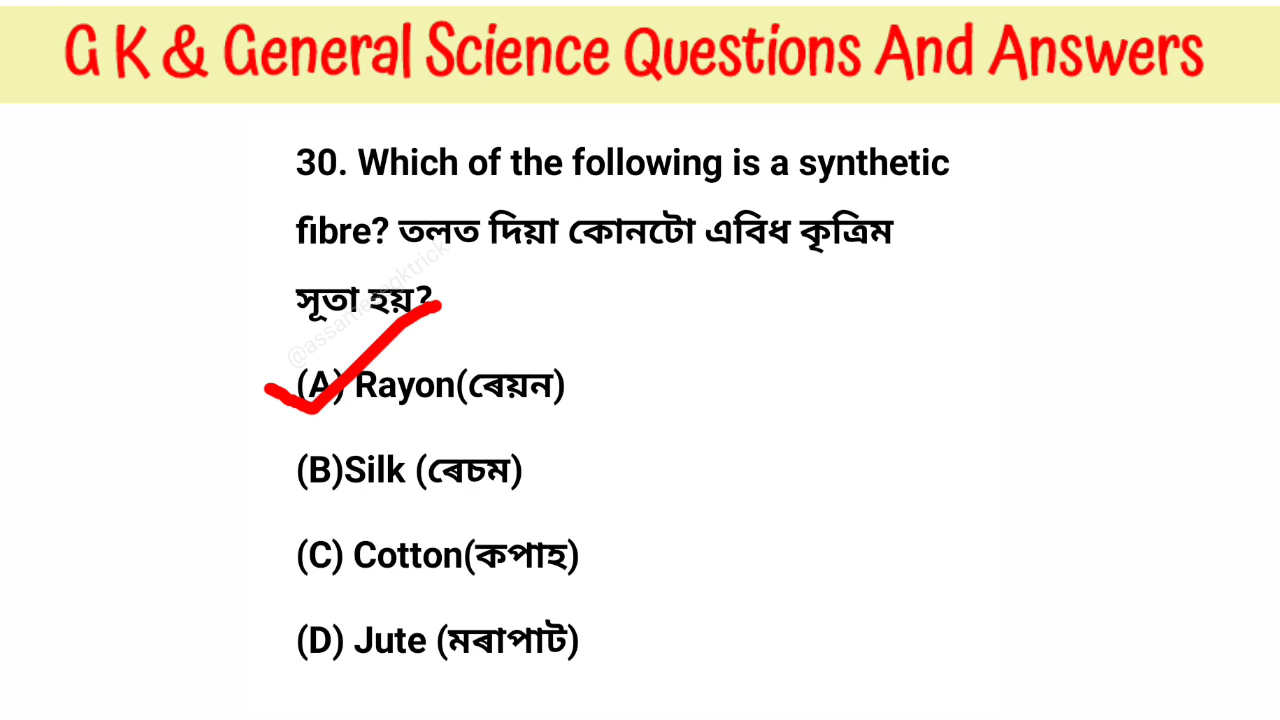 G K & General Science Questions And Answers
30. Which of the following is a synthetic
fibre? তলত দিয়া কোনটো এবিধ কৃত্ৰিম
সূতা হয়?
(A) Rayon(ৰেয়ন)
(B)Silk (ৰেচম)
(C) Cotton(কপাহ)
(D) Jute (মৰাপাট)